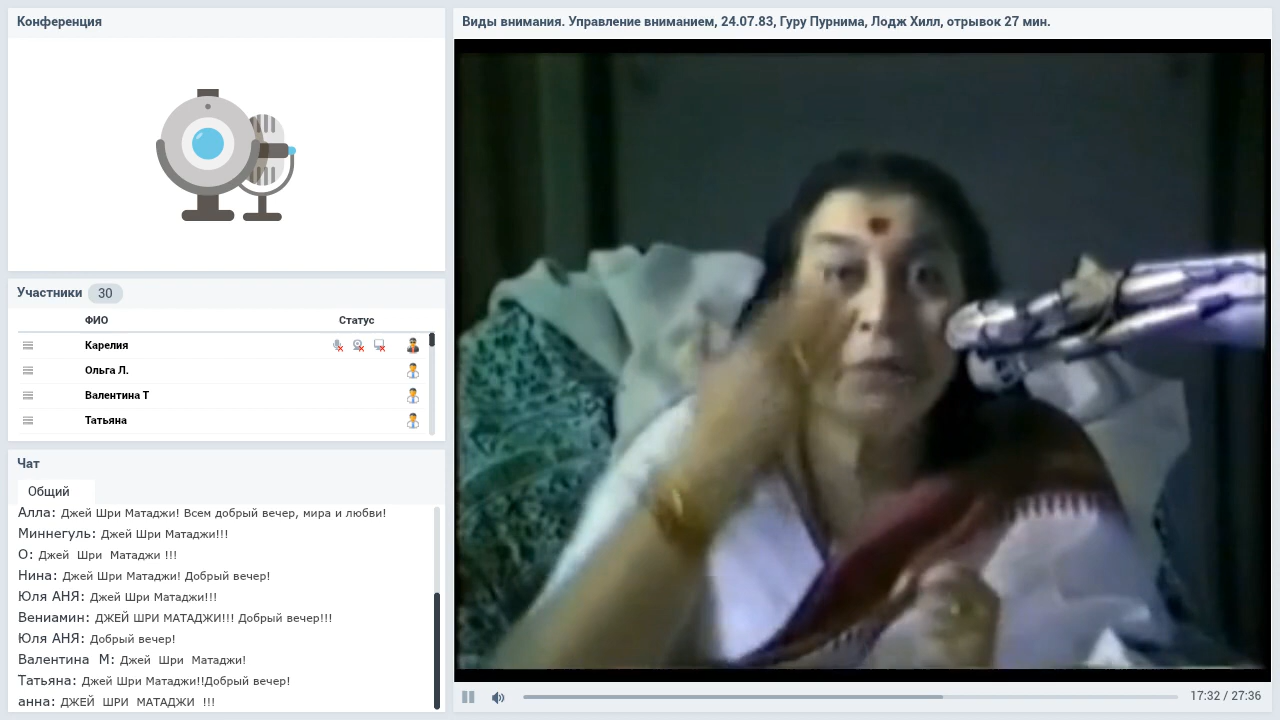 Конференция
Участники 30
ФИО Статус
Карелия
Ольга Л.
Валентина Т
Татьяна
Чат
Общий
Алла: Джей Шри Матаджи! Всем добрый вечер, мира и любви!
Миннегуль: Джей Шри Матаджи!!!
О: Джей Шри Матаджи !!!
Нина: Джей Шри Матаджи! Добрый вечер!
Юля АНЯ: Джей Шри Матаджи!!!
Вениамин: ДЖЕЙ ШРИ МАТАДЖИ!!! Добрый вечер!!!
Юля АНЯ: Добрый вечер!
Валентина М: Джей Шри Матаджи!
Татьяна: Джей Шри Матаджи!!Добрый вечер!
анна: ДЖЕЙ ШРИ МАТАДЖИ !!!
Виды внимания. Управление вниманием, 24.07.83, Гуру Пурнима, Лодж Хилл, отрывок 27 мин.
17:32 / 27:36